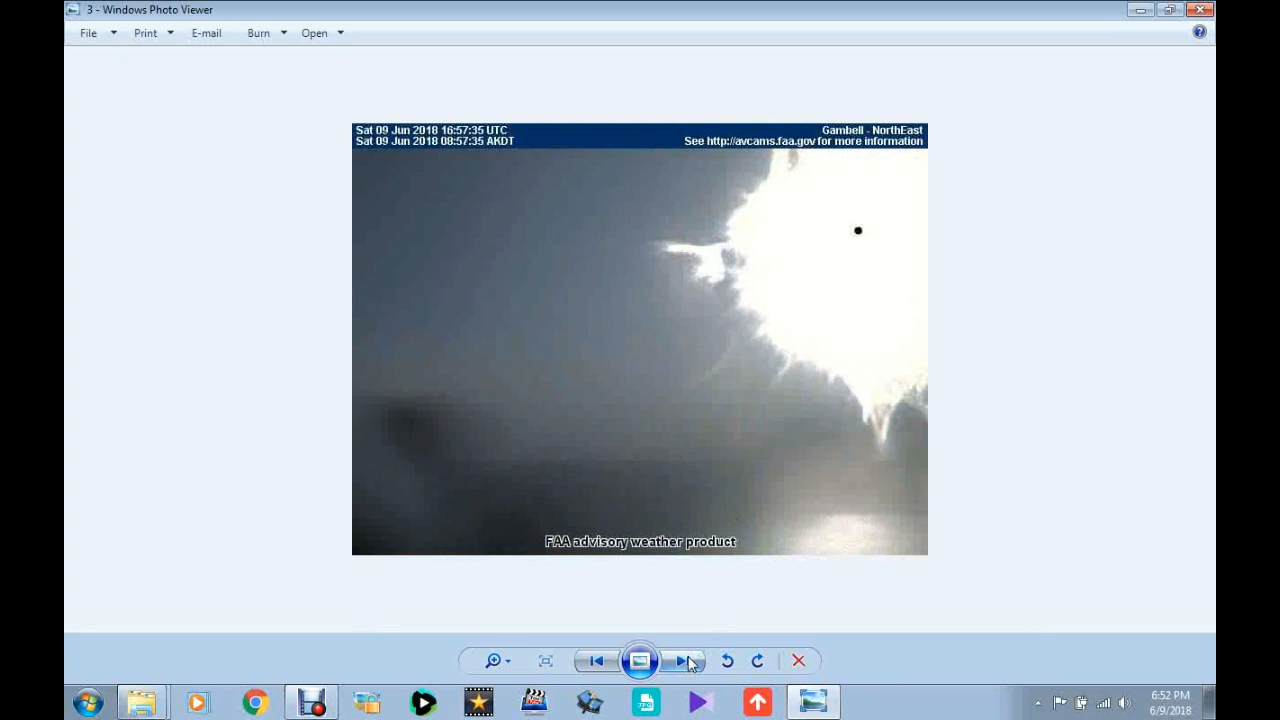 3 - Windows Photo Viewer
File Print E-mail Burn Open
Sat 09 Jun 2018 16:57:35 UTC Gambell - NorthEast
Sat 09 Jun 2018 08:57:35 AKDT See http://avcams.faa.gov for more information
FAA advisory weather product
6:52 PM
6/9/2018